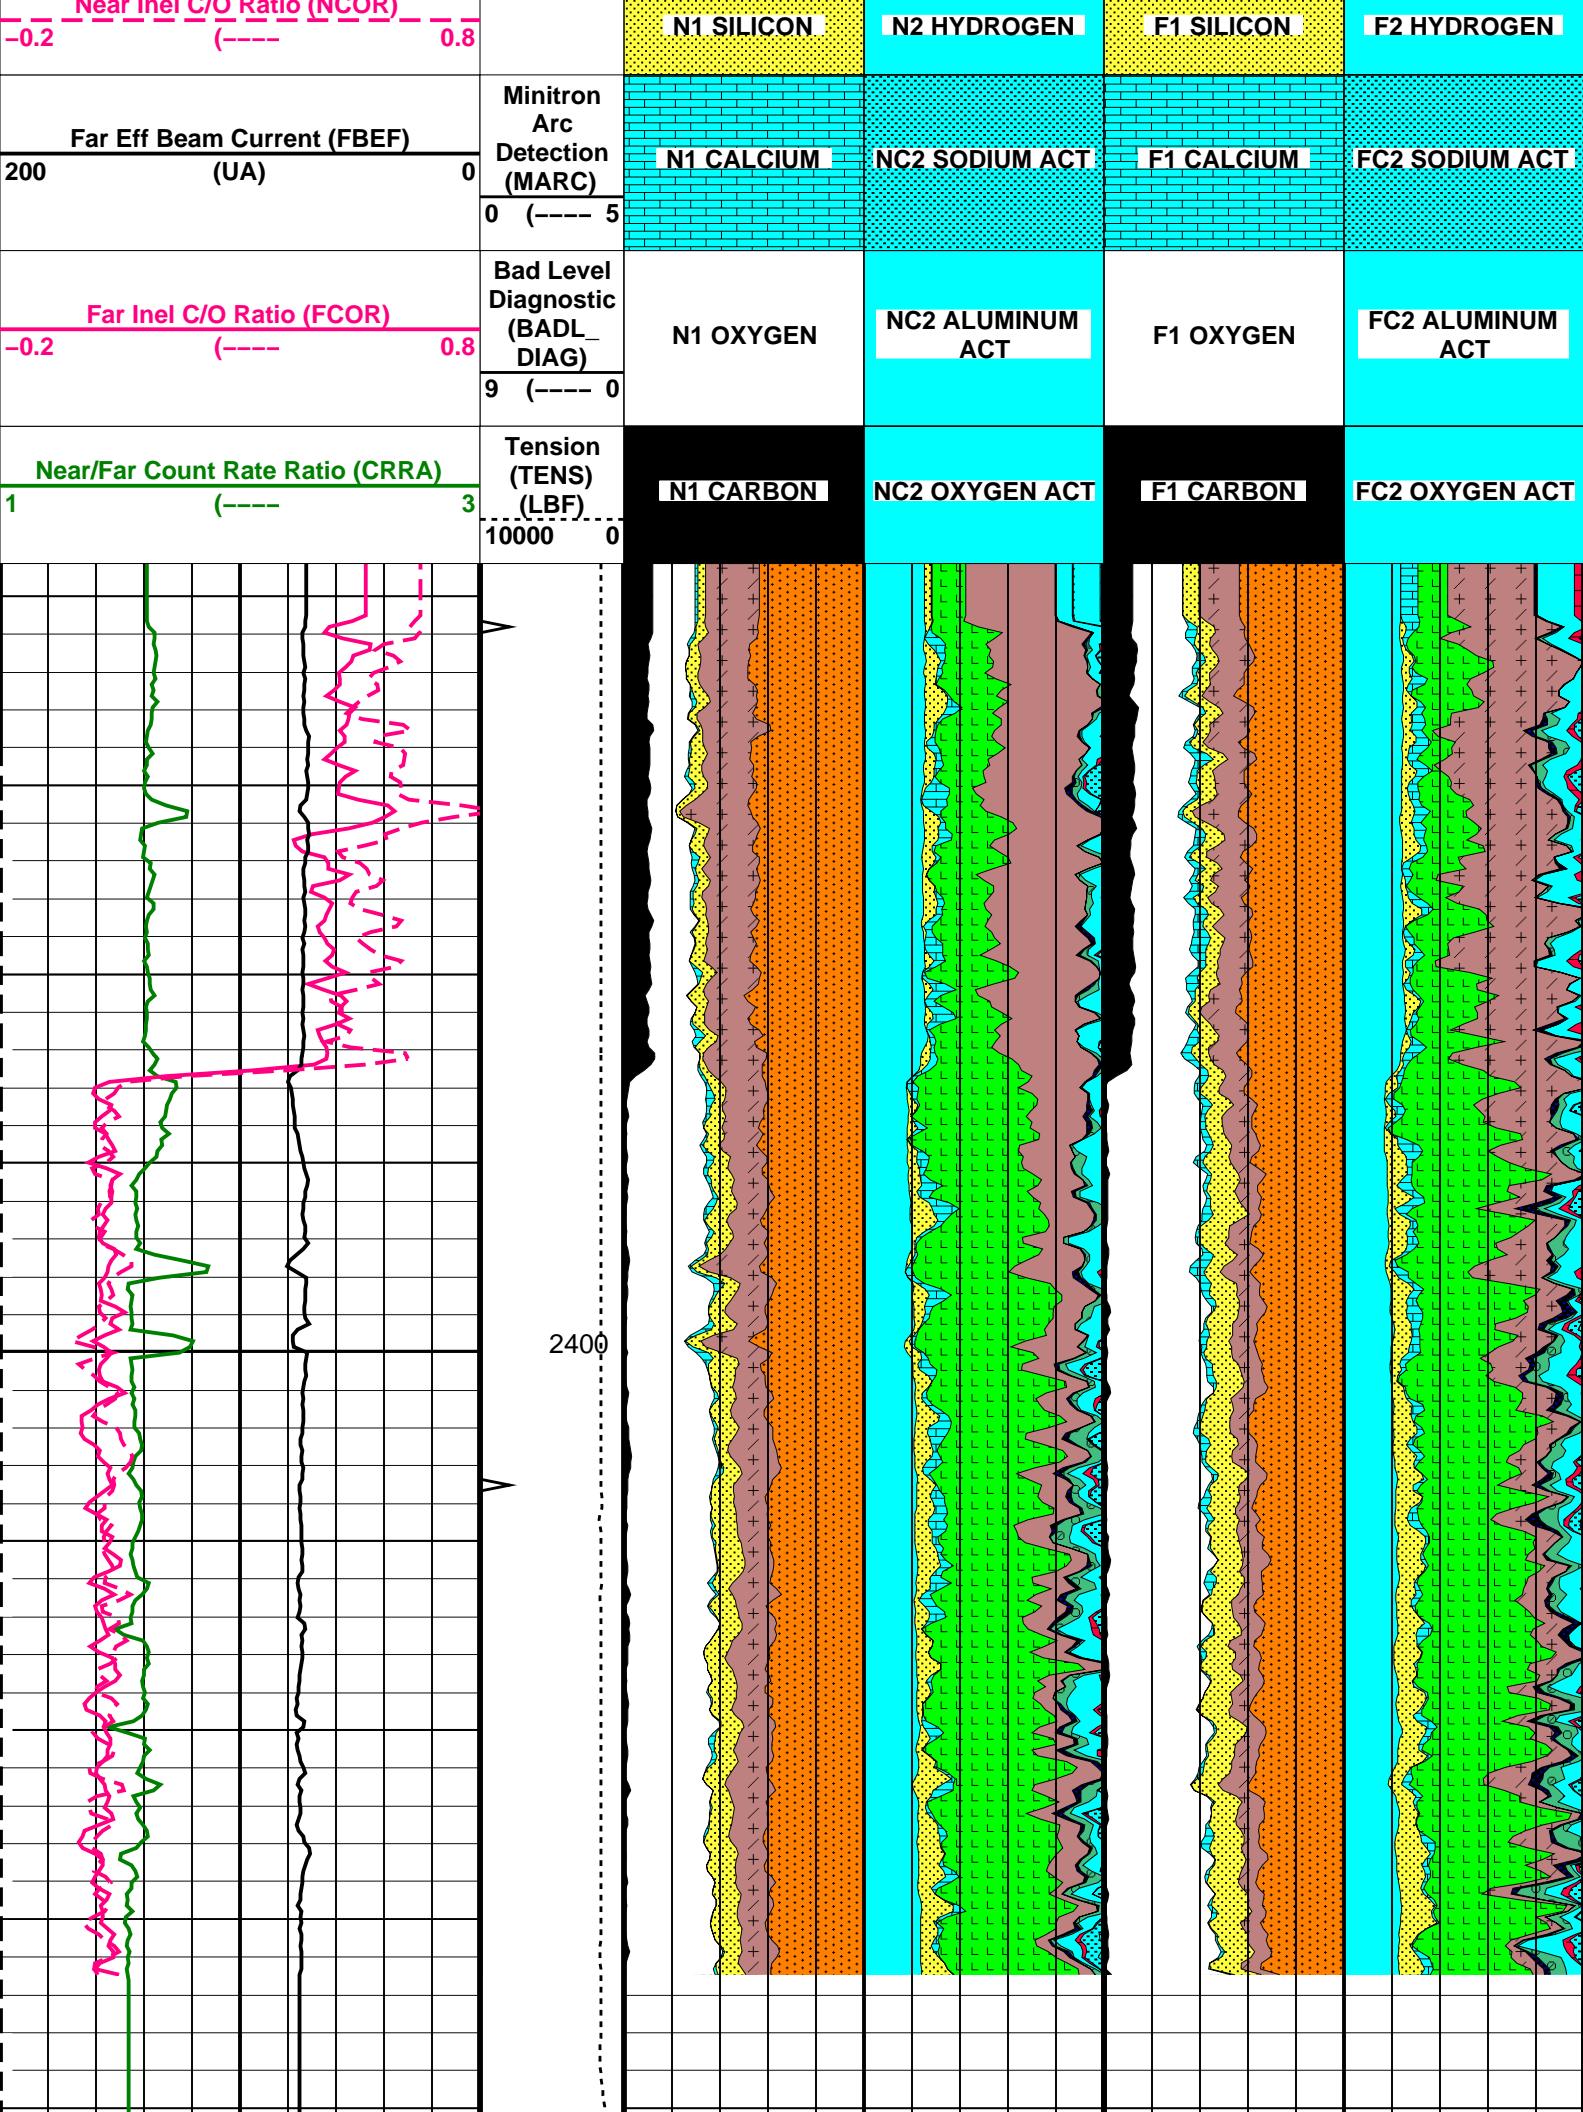 Near Inel C/O Ratio (NCOR)
−0.2 (−−−− 0.8
N1 SILICON
N2 HYDROGEN
F1 SILICON
F2 HYDROGEN
Far Eff Beam Current (FBEF)
200 (UA) 0
Minitron
Arc
Detection
(MARC)
0 (−−−− 5
N1 CALCIUM
NC2 SODIUM ACT
F1 CALCIUM
FC2 SODIUM ACT
Far Inel C/O Ratio (FCOR)
−0.2 (−−−− 0.8
Bad Level
Diagnostic
(BADL_
DIAG)
9 (−−−− 0
N1 OXYGEN
NC2 ALUMINUM
ACT
F1 OXYGEN
FC2 ALUMINUM
ACT
Near/Far Count Rate Ratio (CRRA)
1 (−−−− 3
Tension
(TENS)
(LBF)
10000 0
N1 CARBON
NC2 OXYGEN ACT
F1 CARBON
FC2 OXYGEN ACT
2400